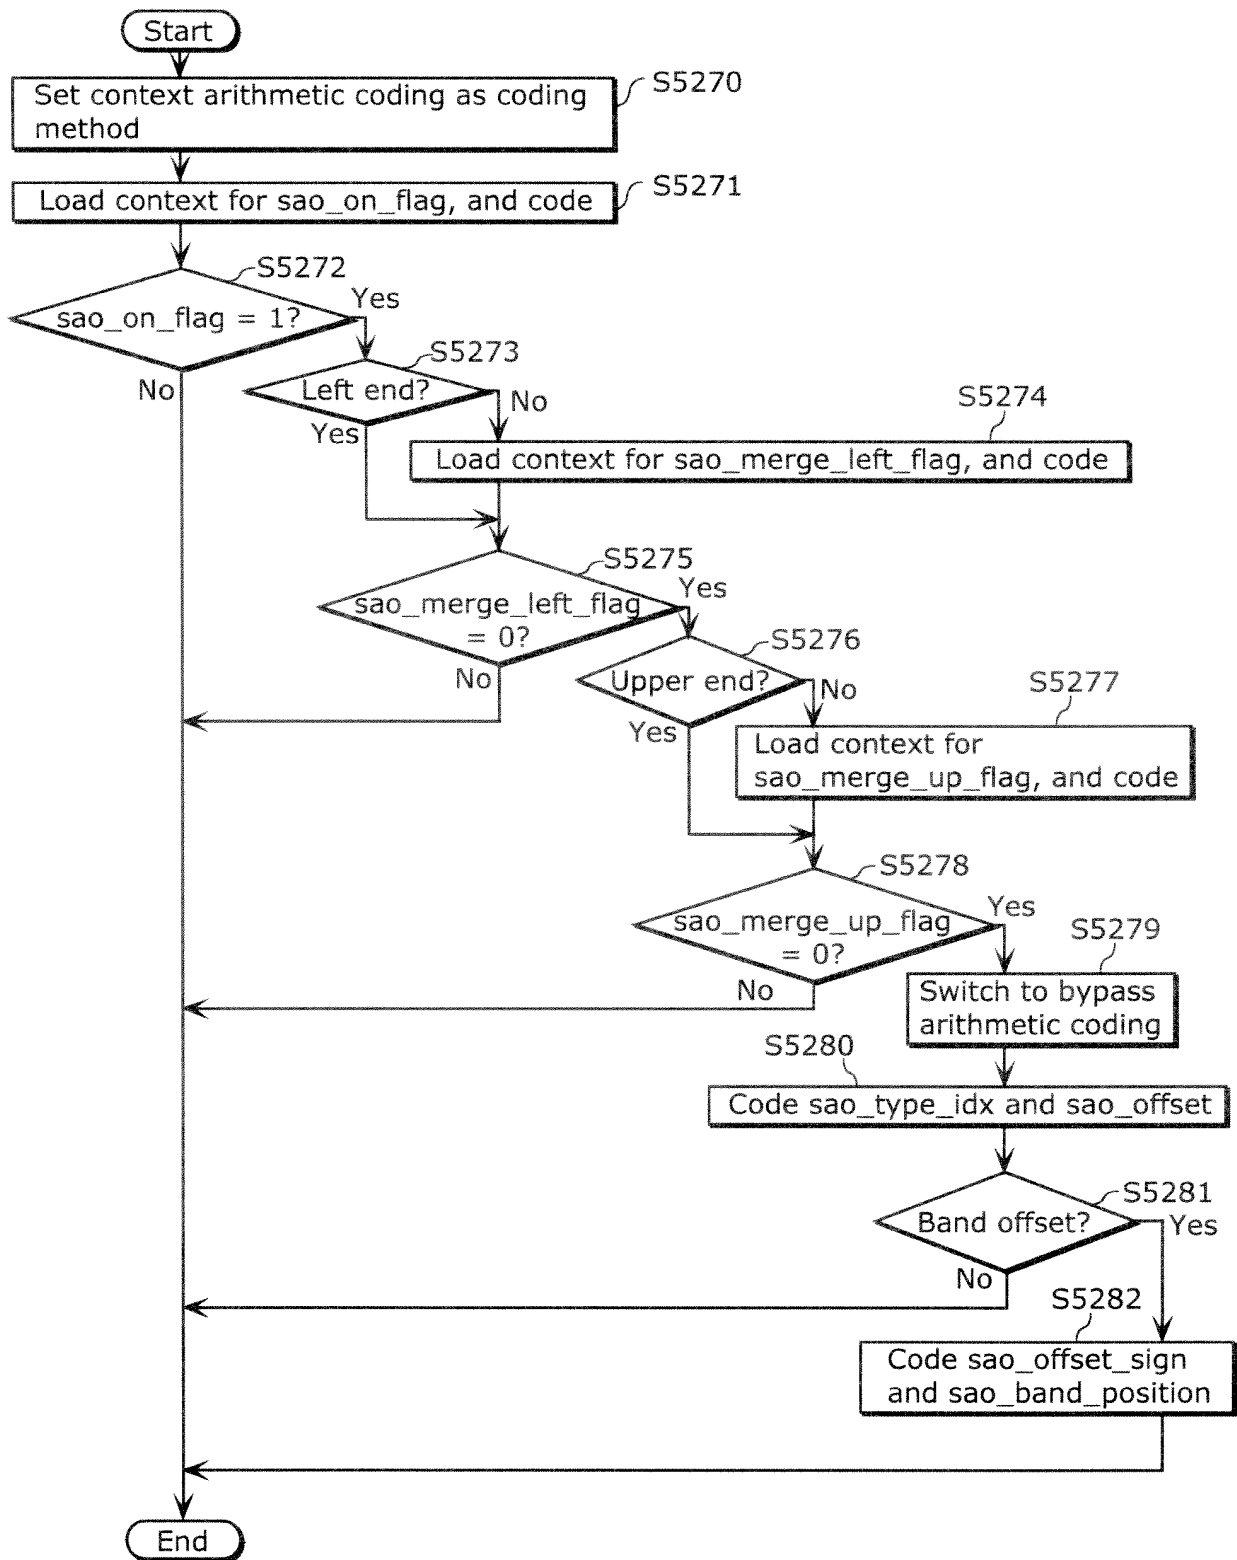 Start
S5270
Set context arithmetic coding as coding
method
S5271
Load context for sao_on_flag, and code
S5272
sao_on_flag = 1?
Yes
No
S5273
Left end?
No
Yes
S5274
Load context for sao_merge_left_flag, and code
S5275
sao_merge_left_flag
= 0?
Yes
No
S5276
Upper end?
No
Yes
S5277
Load context for
sao_merge_up_flag, and code
S5278
sao_merge_up_flag
= 0?
Yes
No
S5279
Switch to bypass
arithmetic coding
S5280
Code sao_type_idx and sao_offset
S5281
Band offset?
Yes
No
S5282
Code sao_offset_sign
and sao_band_position
End